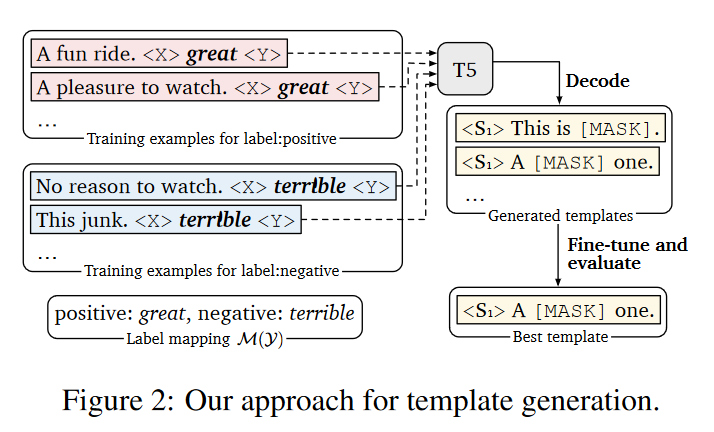 A fun ride. <X> great <Y>
A pleasure to watch. <X> great <Y>
...
Training examples for label:positive
No reason to watch. <X> terrible <Y>
This junk. <X> terrible <Y>
...
Training examples for label:negative
positive: great, negative: terrible
Label mapping M(Y)
T5
Decode
<S₁> This is [MASK].
<S₁> A [MASK] one.
...
Generated templates
Fine-tune and
evaluate
<S₁> A [MASK] one.
Best template
Figure 2: Our approach for template generation.